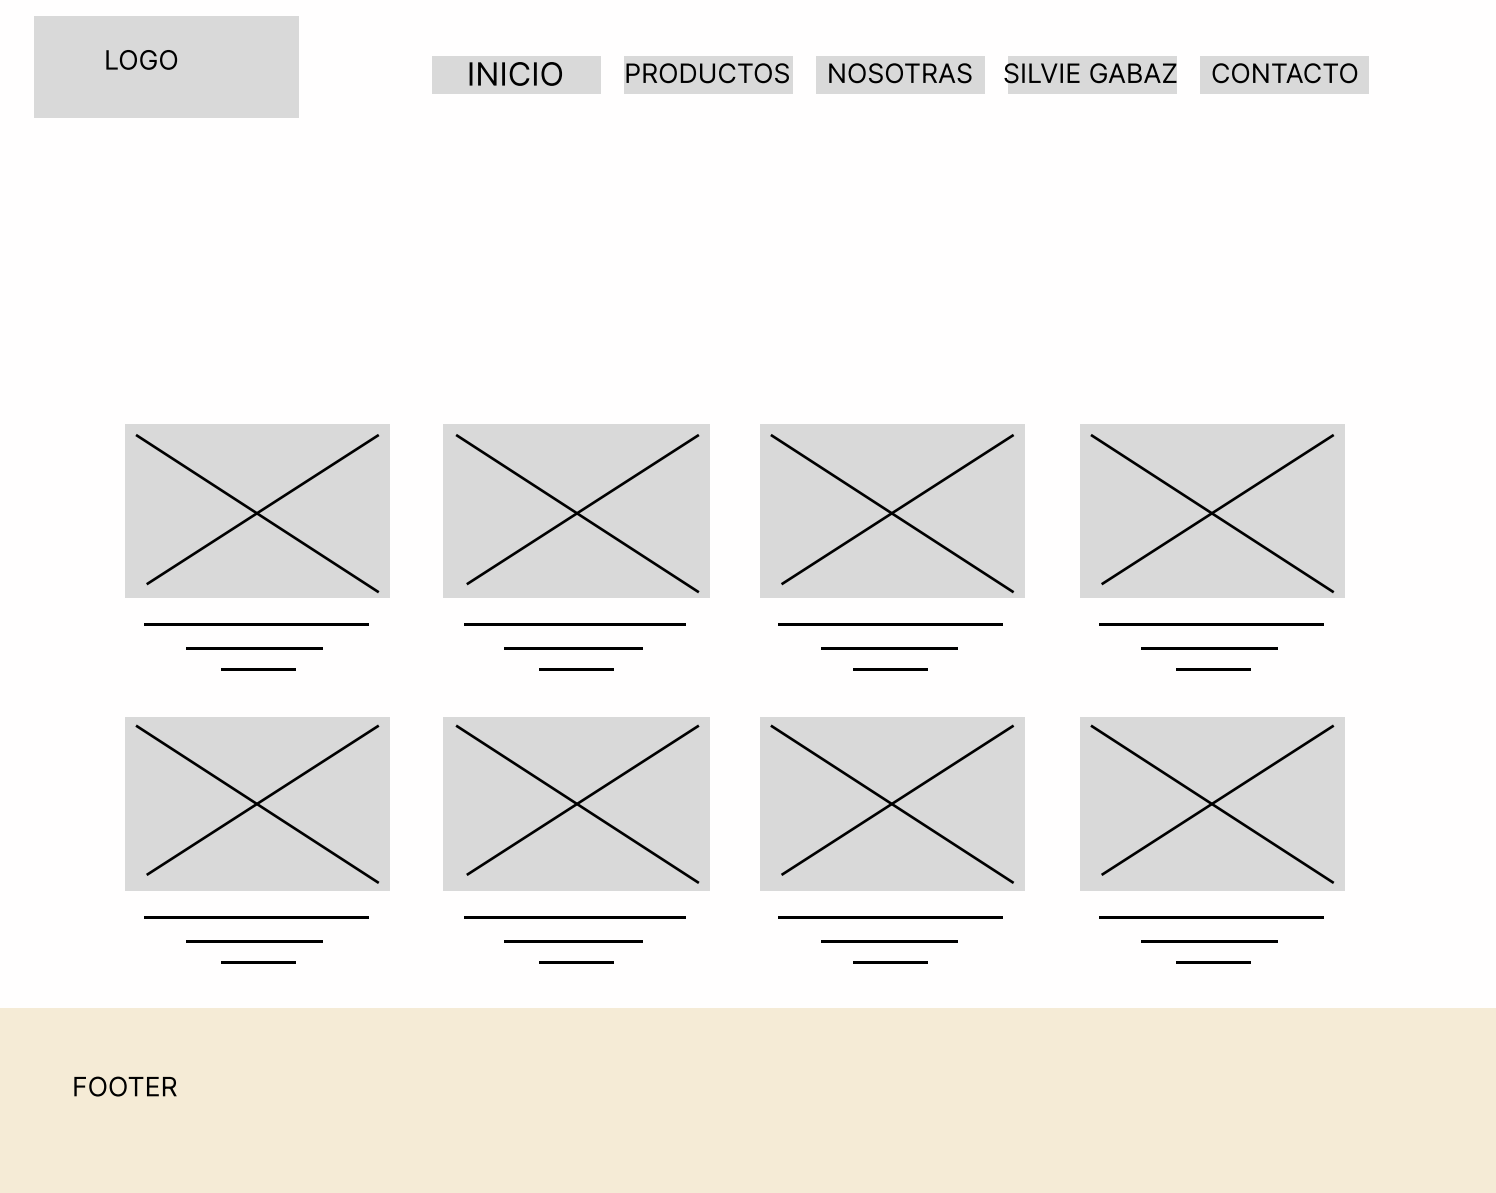 LOGO
INICIO
PRODUCTOS
NOSOTRAS
SILVIE GABAZ
CONTACTO
FOOTER